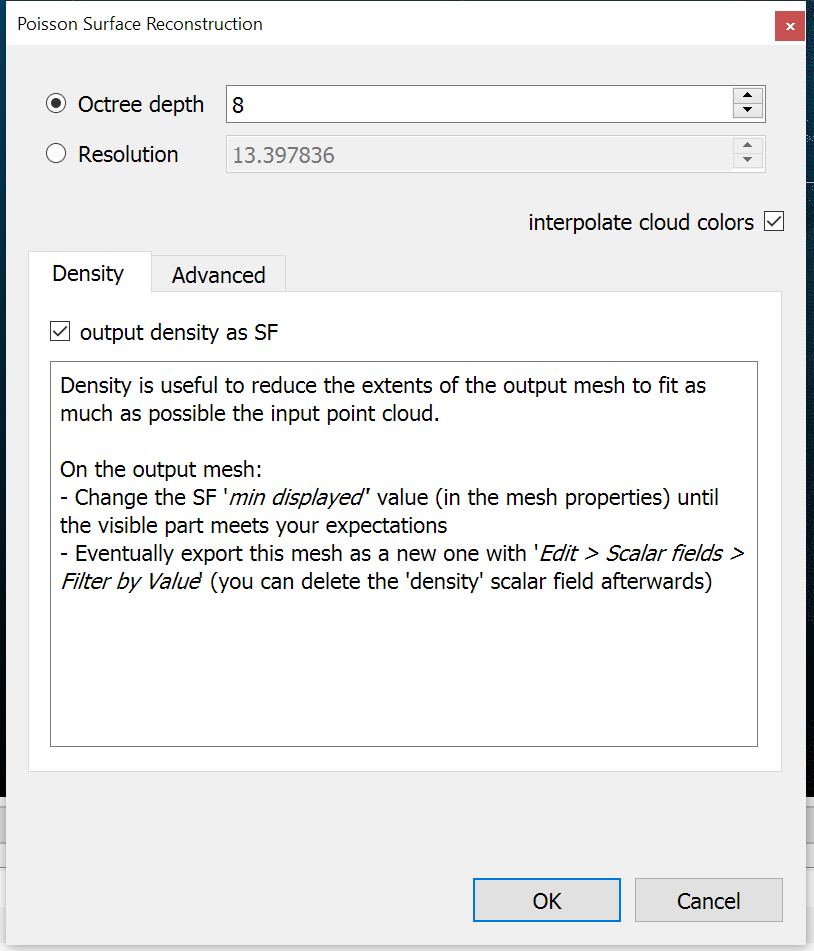 Poisson Surface Reconstruction
Octree depth
8
Resolution
13.397836
interpolate cloud colors
Density
Advanced
output density as SF
Density is useful to reduce the extents of the output mesh to fit as
much as possible the input point cloud.
On the output mesh:
- Change the SF 'min displayed' value (in the mesh properties) until
the visible part meets your expectations
- Eventually export this mesh as a new one with 'Edit > Scalar fields >
Filter by Value' (you can delete the 'density' scalar field afterwards)
OK
Cancel